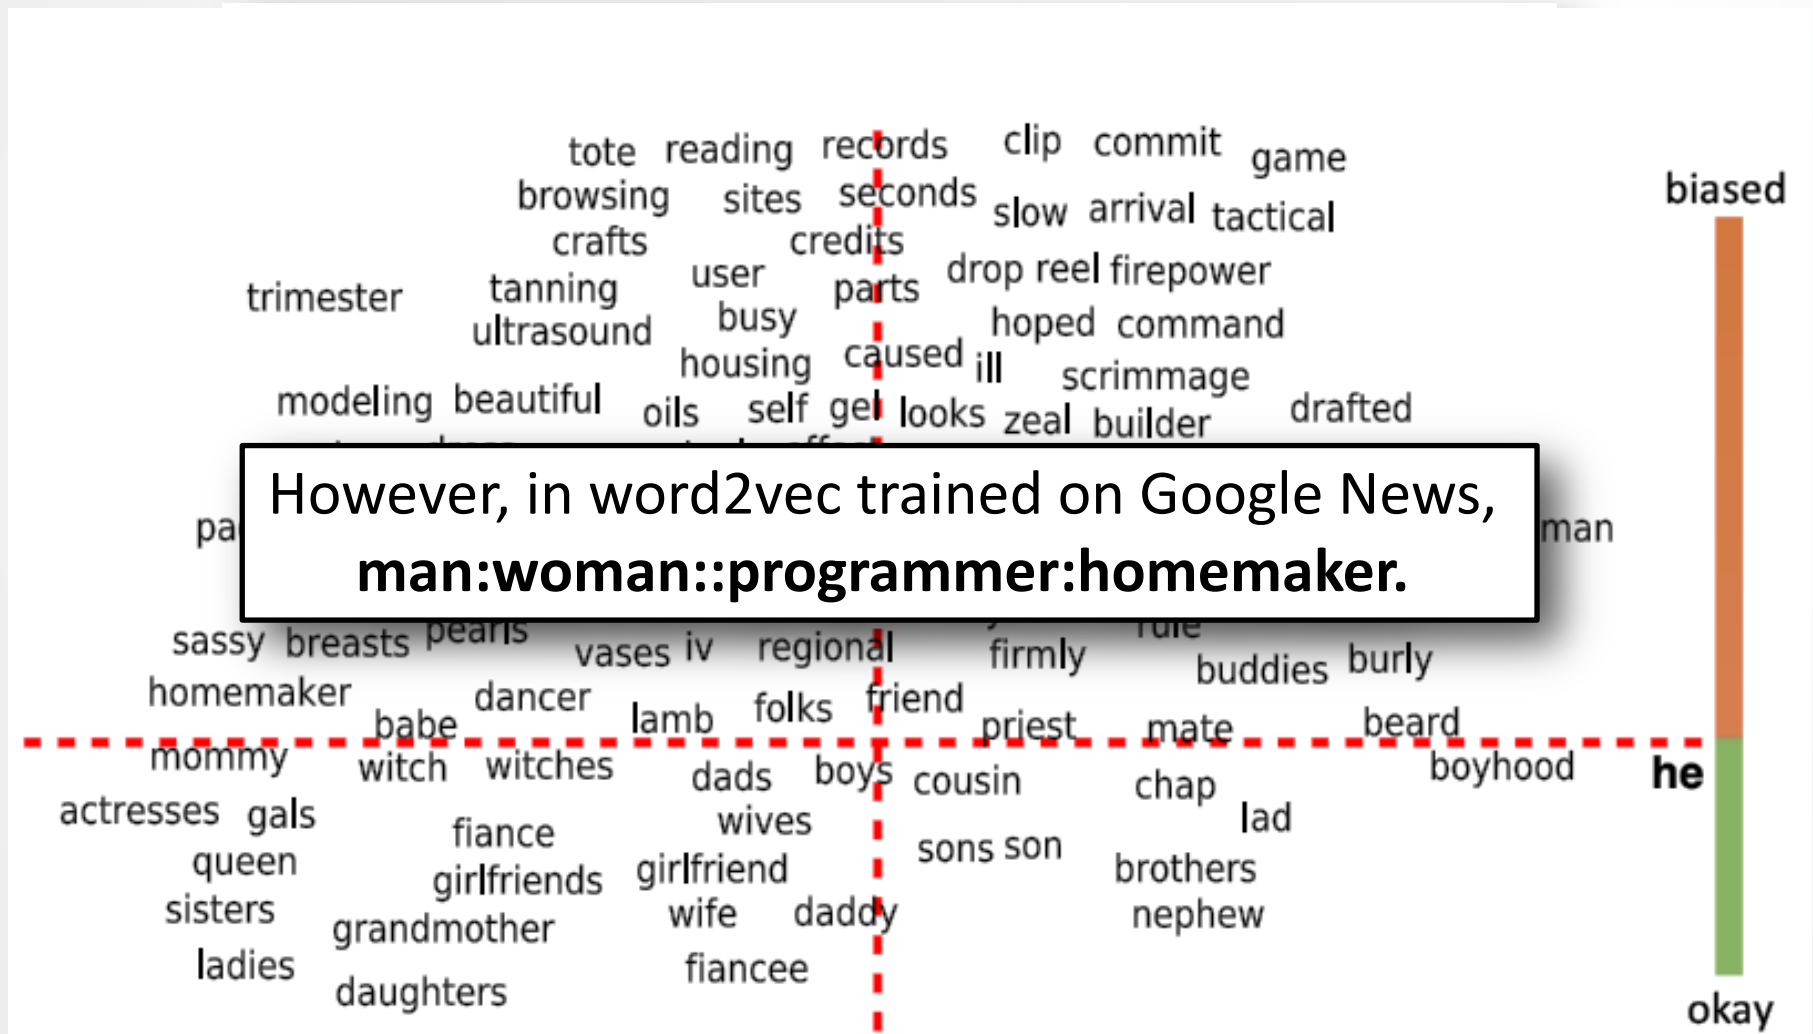 tote reading records clip commit game
biased
browsing sites seconds slow arrival tactical
crafts credits
trimester tanning user parts drop reel firepower
ultrasound busy hoped command
housing caused ill scrimmage
modeling beautiful oils self gel looks zeal builder drafted
However, in word2vec trained on Google News,
man
man:woman::programmer:homemaker.
sassy breasts pearls vases iv regional firmly rule buddies burly
homemaker dancer lamb folks friend
babe priest mate beard
mommy witch witches dads boys cousin chap boyhood he
actresses gals fiance wives lad
queen girlfriends girlfriend sons son brothers
sisters grandmother wife daddy nephew
ladies daughters fiancee
okay